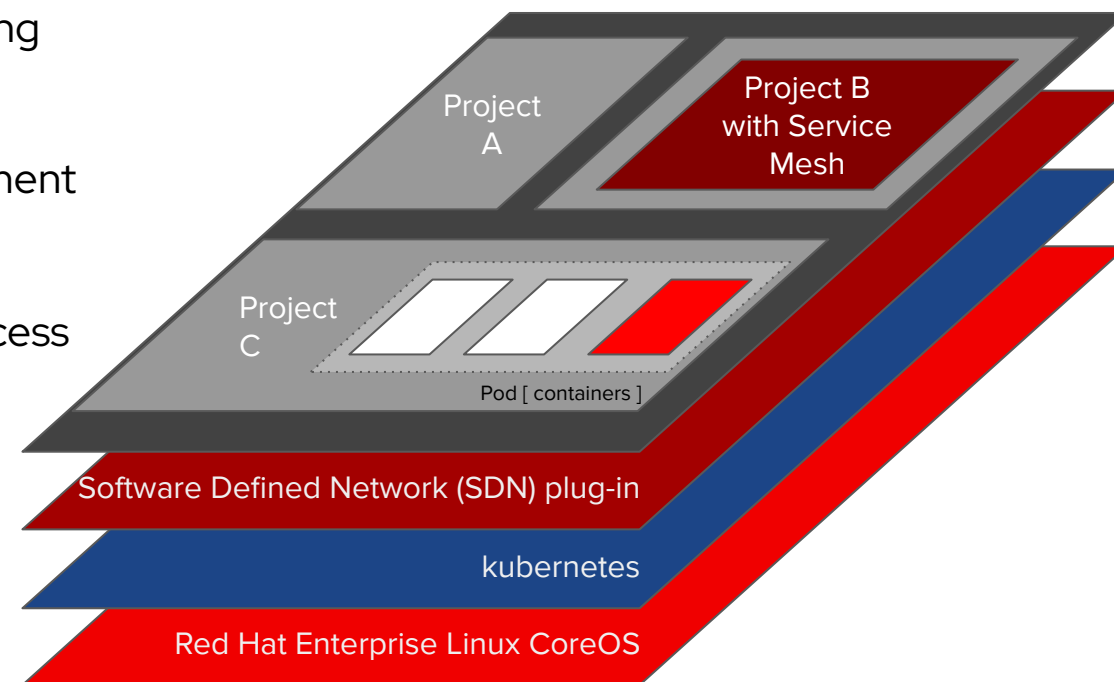 ng
nent
cess
Project
A
Project B
with Service
Mesh
Project
C
Pod [ containers ]
Software Defined Network (SDN) plug-in
kubernetes
Red Hat Enterprise Linux CoreOS